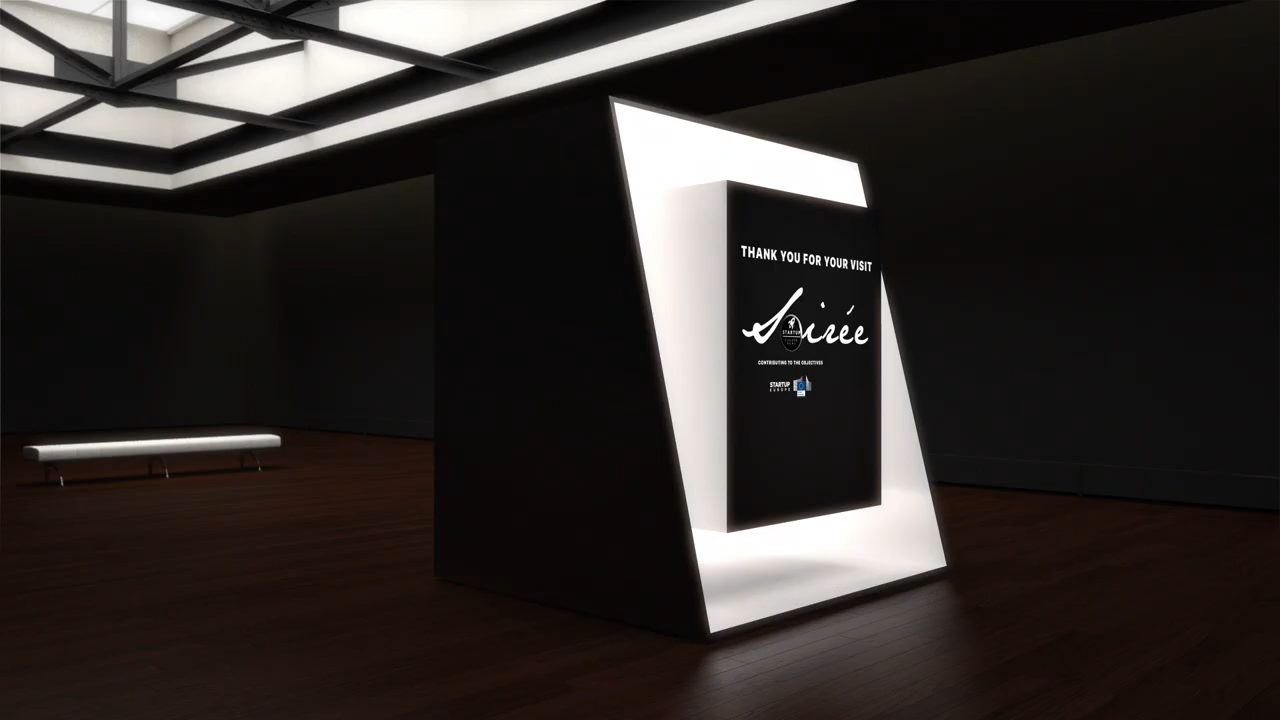 THANK YOU FOR YOUR VISIT
Soirée
STARTUP
CONTRIBUTING TO THE OBJECTIVES
STARTUP
EUROPE